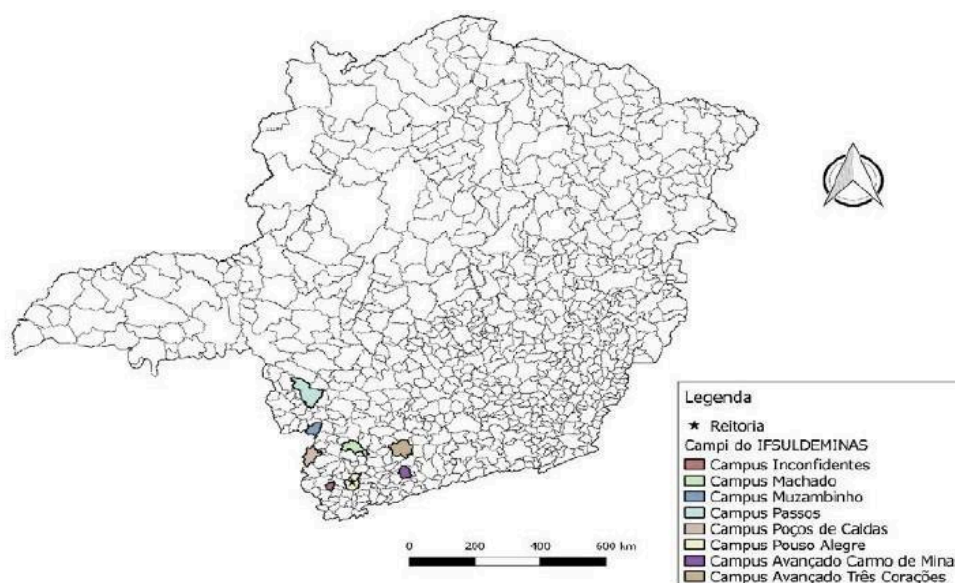 Legenda
★ Reitoria
Campi do IFSULDEMINAS
Campus Inconfidentes
Campus Machado
Campus Muzambinho
Campus Passos
Campus Poços de Caldas
Campus Pouso Alegre
Campus Avançado Carmo de Mina
Campus Avançado Três Corações
0 200 400 600 km